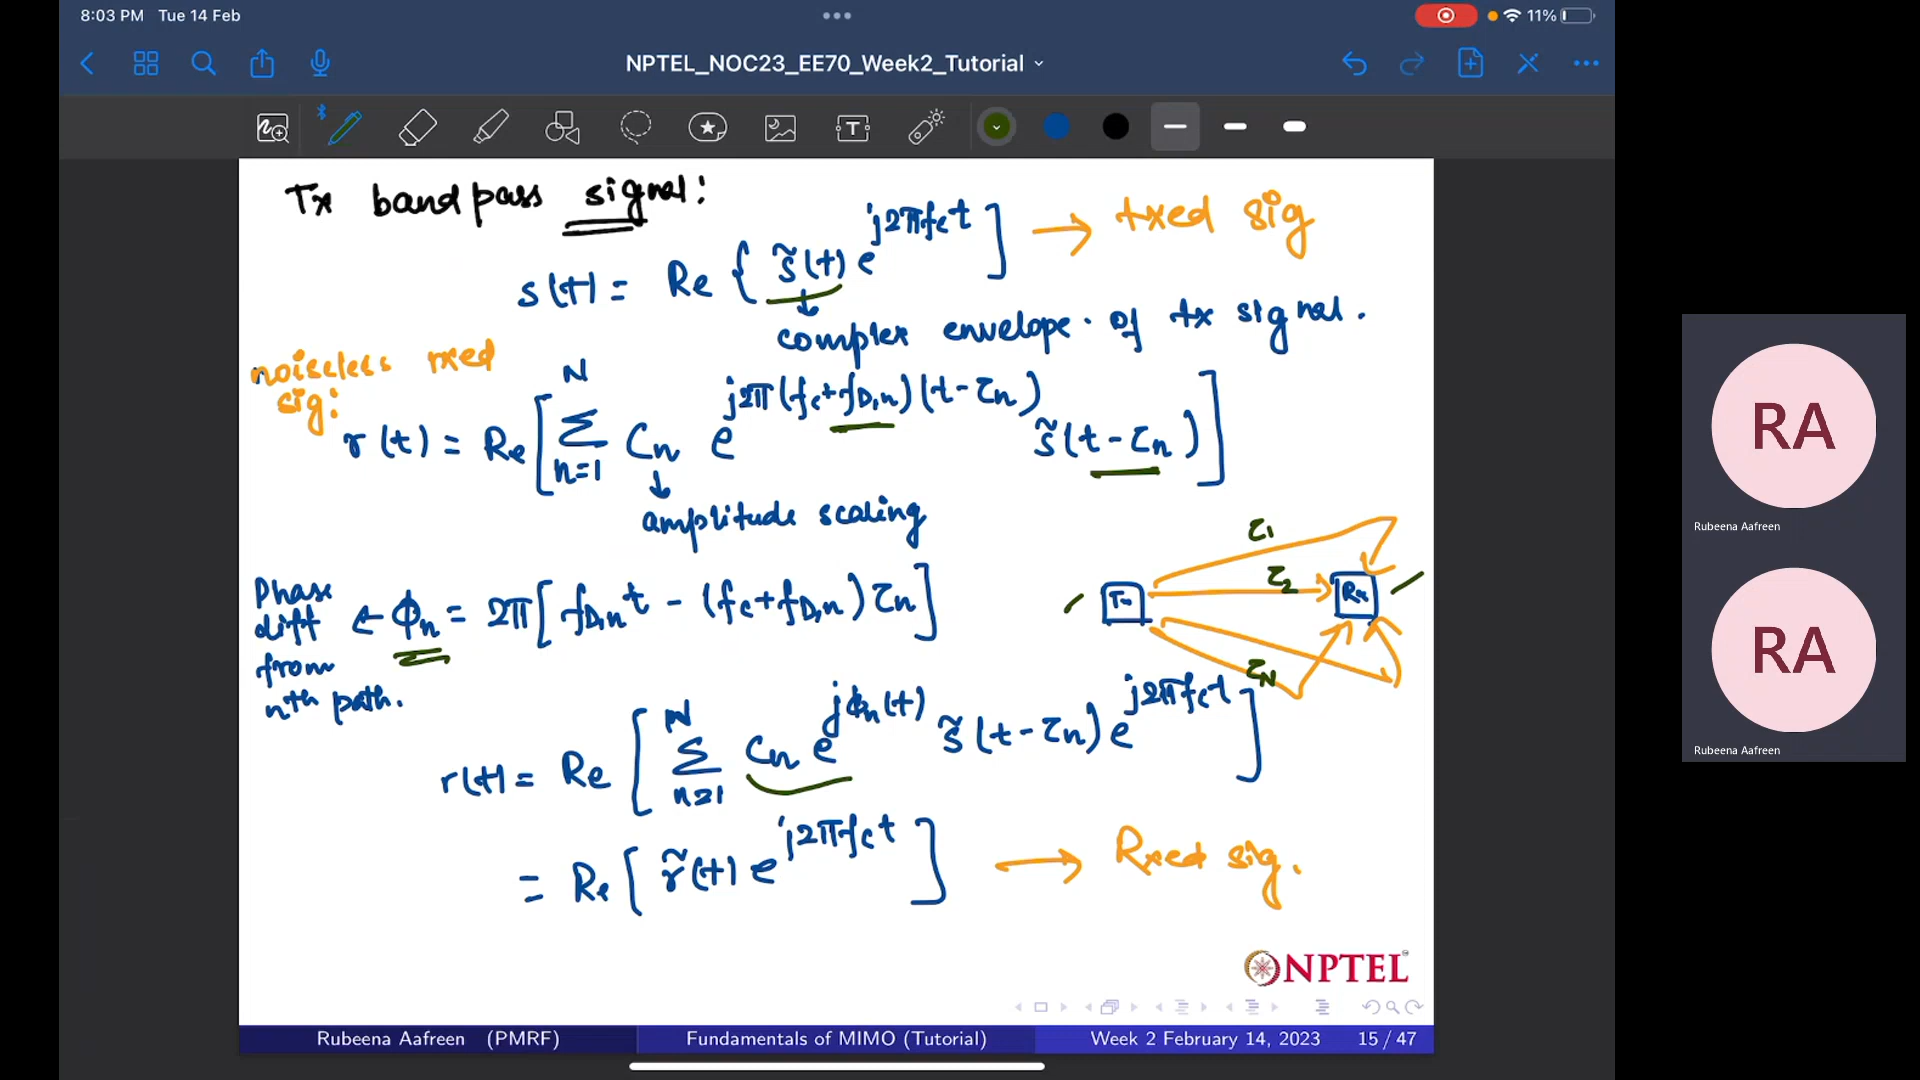 8:03 PM Tue 14 Feb
11%
NPTEL_NOC23_EE70_Week2_Tutorial
T
Tx bandpass signal:
s(t) = Re { s̃(t) e^{j2πfct} ] → txed sig
complex envelope of tx signal.
noiseless rxed sig:
r(t) = Re [ Σ_{n=1}^{N} Cn e^{j2π(fc+fD,n)(t-τn)} s̃(t-τn) ]
amplitude scaling
τ1
τ2
Tx
Rx
τN
Phase diff from nth path. ← ϕn = 2π[ fD,n t - (fc+fD,n) τn ]
r(t) = Re [ Σ_{n=1}^{N} Cn e^{jϕn(t)} s̃(t-τn) e^{j2πfct} ]
= Re [ r̃(t) e^{j2πfct} ] → Rxed sig.
NPTEL
Rubeena Aafreen (PMRF) Fundamentals of MIMO (Tutorial) Week 2 February 14, 2023 15 / 47
RA
Rubeena Aafreen
RA
Rubeena Aafreen